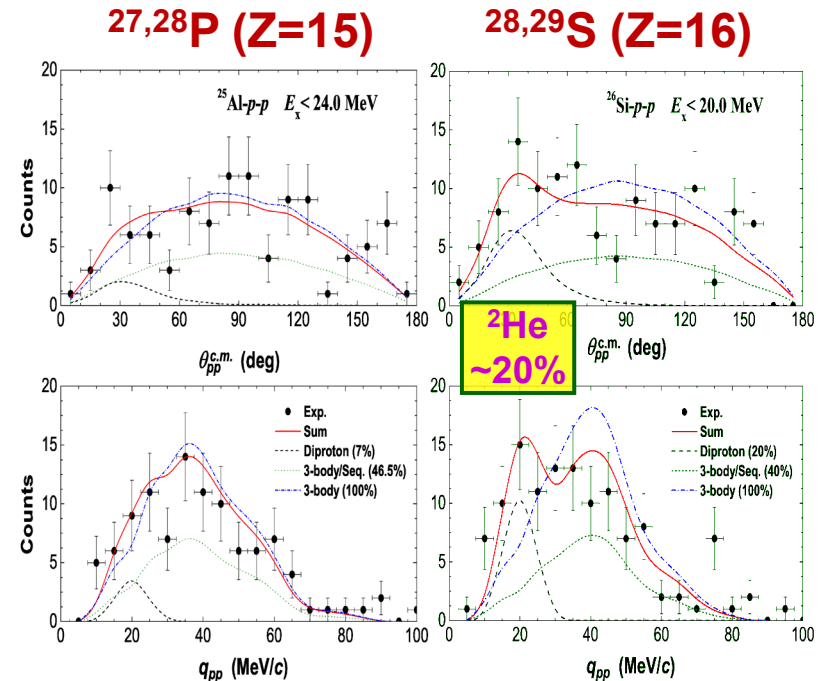 27,28P (Z=15)
28,29S (Z=16)
20
15
10
5
0
Counts
25Al-p-p Ex< 24.0 MeV
0 30 60 90 120 150 180
θppc.m. (deg)
20
15
10
5
0
26Si-p-p Ex< 20.0 MeV
0 30 60 90 120 150 180
θppc.m. (deg)
2He
~20%
20
15
10
5
0
Counts
Exp.
Sum
Diproton (7%)
3-body/Seq. (46.5%)
3-body (100%)
0 20 40 60 80 100
qpp (MeV/c)
20
15
10
5
0
Exp.
Sum
Diproton (20%)
3-body/Seq. (40%)
3-body (100%)
0 20 40 60 80 100
qpp (MeV/c)